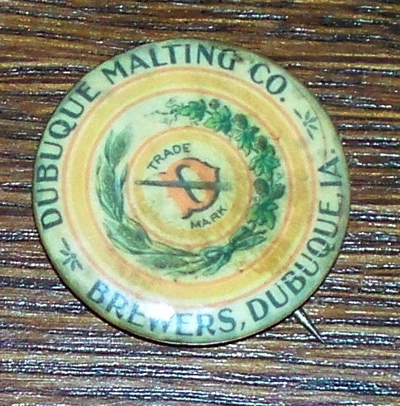 DUBUQUE MALTING CO.
BREWERS, DUBUQUE, IA.
TRADE
MARK